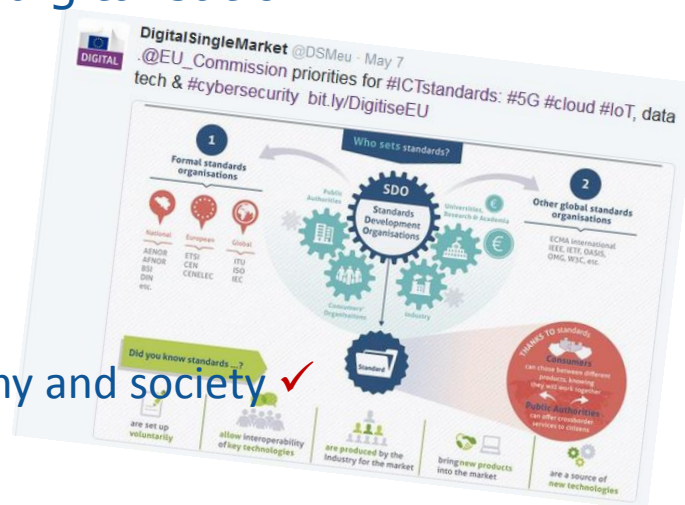 DIGITAL
DigitalSingleMarket @DSMeu · May 7
.@EU_Commission priorities for #ICTstandards: #5G #cloud #IoT, data
tech & #cybersecurity bit.ly/DigitiseEU
Who sets standards?
1
Formal standards
organisations
National
AENOR
AFNOR
BSI
DIN
etc.
European
ETSI
CEN
CENELEC
Global
ITU
ISO
IEC
Public
Authorities
SDO
Standards
Development
Organisations
Universities,
Research & Academia
Consumers'
Organisations
Industry
2
Other global standards
organisations
ECMA international
IEEE, IETF, OASIS,
OMG, W3C, etc.
Standard
THANKS TO standards
Consumers
can chose between different
products, knowing
they will work together
Public Authorities
can offer crossborder
services to citizens
ny and society ✓
Did you know standards ...?
are set up
voluntarily
allow interoperability
of key technologies
are produced by the
Industry for the market
bring new products
into the market
are a source of
new technologies